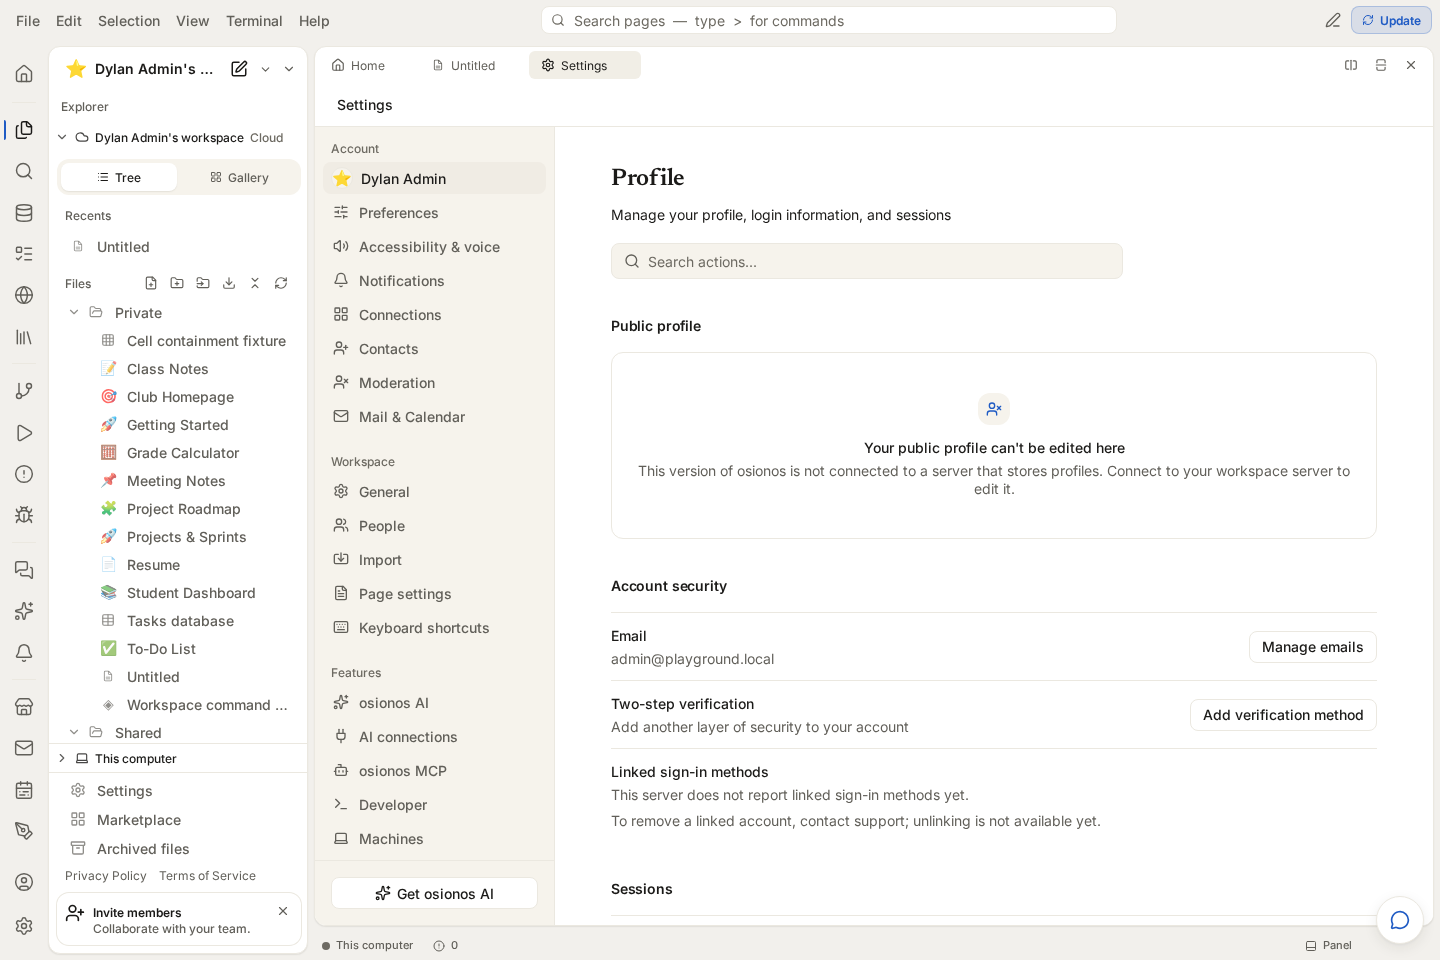 File Edit Selection View Terminal Help
Search pages — type > for commands
Update
Dylan Admin's ...
Explorer
Dylan Admin's workspace Cloud
Tree Gallery
Recents
Untitled
Files
Private
Cell containment fixture
Class Notes
Club Homepage
Getting Started
Grade Calculator
Meeting Notes
Project Roadmap
Projects & Sprints
Resume
Student Dashboard
Tasks database
To-Do List
Untitled
Workspace command ...
Shared
This computer
Settings
Marketplace
Archived files
Privacy Policy Terms of Service
Invite members
Collaborate with your team.
Home Untitled Settings
Settings
Account
Dylan Admin
Preferences
Accessibility & voice
Notifications
Connections
Contacts
Moderation
Mail & Calendar
Workspace
General
People
Import
Page settings
Keyboard shortcuts
Features
osionos AI
AI connections
osionos MCP
Developer
Machines
Get osionos AI
Profile
Manage your profile, login information, and sessions
Search actions...
Public profile
Your public profile can't be edited here
This version of osionos is not connected to a server that stores profiles. Connect to your workspace server to
edit it.
Account security
Email
admin@playground.local
Manage emails
Two-step verification
Add another layer of security to your account
Add verification method
Linked sign-in methods
This server does not report linked sign-in methods yet.
To remove a linked account, contact support; unlinking is not available yet.
Sessions
This computer 0
Panel